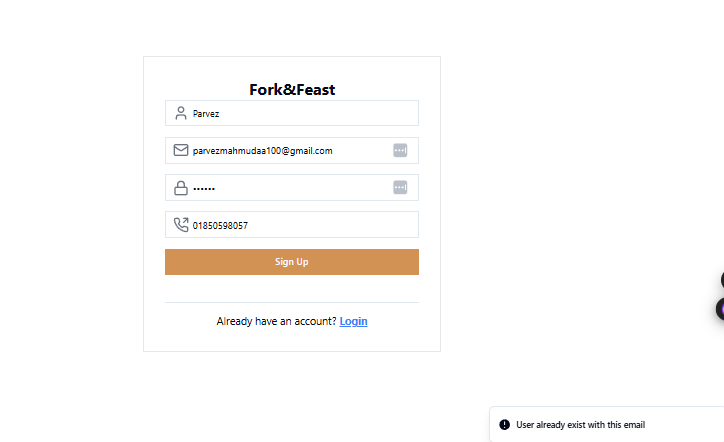 Fork&Feast
Parvez
parvezmahmudaa100@gmail.com
••••••
01850598057
Sign Up
Already have an account? Login
User already exist with this email